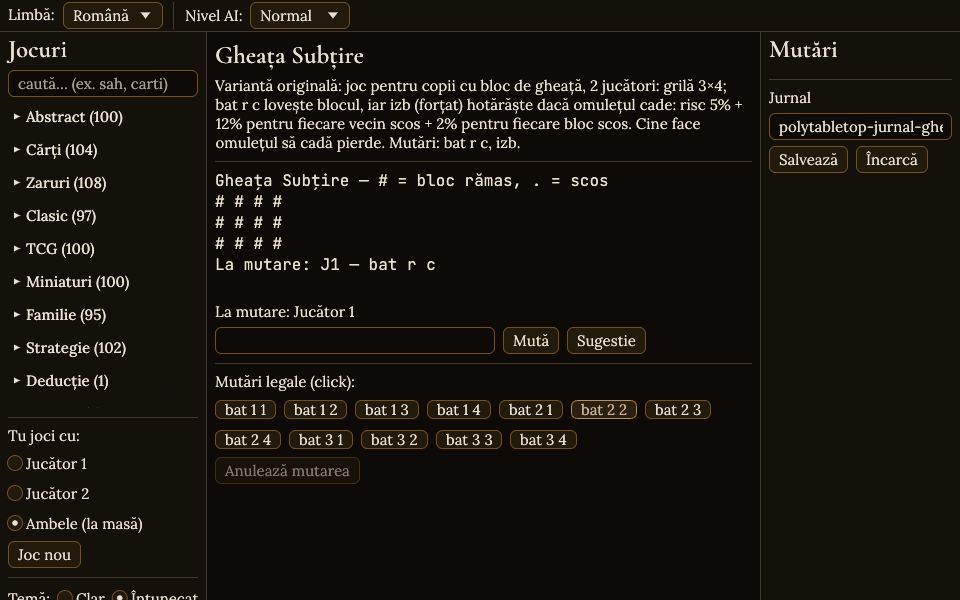 Limbă: Română ▼ Nivel AI: Normal ▼
Jocuri
caută... (ex. sah, carti)
▸ Abstract (100)
▸ Cărți (104)
▸ Zaruri (108)
▸ Clasic (97)
▸ TCG (100)
▸ Miniaturi (100)
▸ Familie (95)
▸ Strategie (102)
▸ Deducție (1)
Tu joci cu:
Jucător 1
Jucător 2
Ambele (la masă)
Joc nou
Temă: Clar Întunecat
Gheața Subțire
Variantă originală: joc pentru copii cu bloc de gheață, 2 jucători: grilă 3×4;
bat r c lovește blocul, iar izb (forțat) hotărăște dacă omulețul cade: risc 5% +
12% pentru fiecare vecin scos + 2% pentru fiecare bloc scos. Cine face
omulețul să cadă pierde. Mutări: bat r c, izb.
Gheața Subțire — # = bloc rămas, . = scos
# # # #
# # # #
# # # #
La mutare: J1 — bat r c
La mutare: Jucător 1
Mută Sugestie
Mutări legale (click):
bat 1 1 bat 1 2 bat 1 3 bat 1 4 bat 2 1 bat 2 2 bat 2 3
bat 2 4 bat 3 1 bat 3 2 bat 3 3 bat 3 4
Anulează mutarea
Mutări
Jurnal
polytabletop-jurnal-ghe
Salvează Încarcă